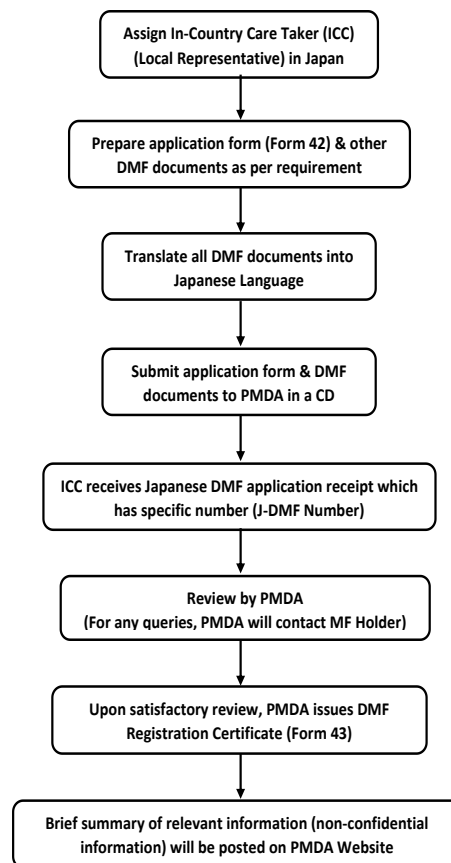 Assign In-Country Care Taker (ICC)
(Local Representative) in Japan
Prepare application form (Form 42) & other
DMF documents as per requirement
Translate all DMF documents into
Japanese Language
Submit application form & DMF
documents to PMDA in a CD
ICC receives Japanese DMF application receipt which
has specific number (J-DMF Number)
Review by PMDA
(For any queries, PMDA will contact MF Holder)
Upon satisfactory review, PMDA issues DMF
Registration Certificate (Form 43)
Brief summary of relevant information (non-confidential
information) will be posted on PMDA Website